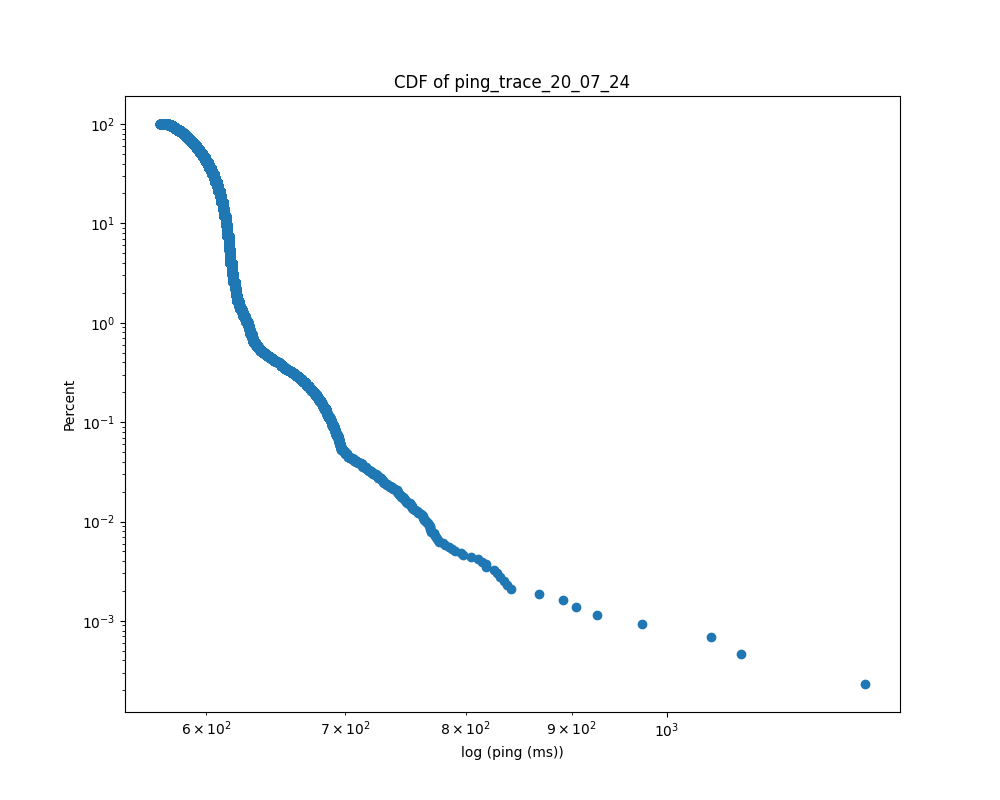 CDF of ping_trace_20_07_24
Percent
10²
10¹
10⁰
10⁻¹
10⁻²
10⁻³
6 × 10² 7 × 10² 8 × 10² 9 × 10² 10³
log (ping (ms))